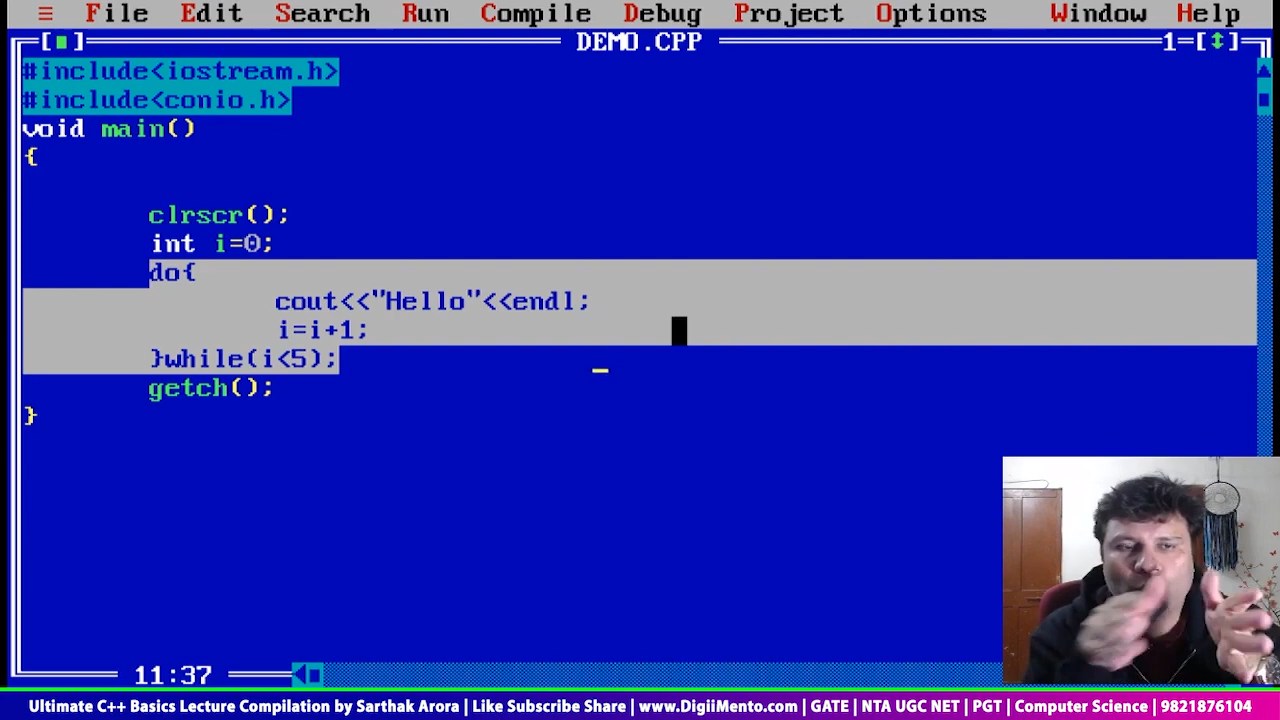 ≡ File Edit Search Run Compile Debug Project Options Window Help
[■] DEMO.CPP 1=[↕]
#include<iostream.h>
#include<conio.h>
void main()
{
clrscr();
int i=0;
do{
cout<<"Hello"<<endl;
i=i+1;
}while(i<5);
getch();
}
11:37
Ultimate C++ Basics Lecture Compilation by Sarthak Arora | Like Subscribe Share | www.DigiiMento.com | GATE | NTA UGC NET | PGT | Computer Science | 9821876104